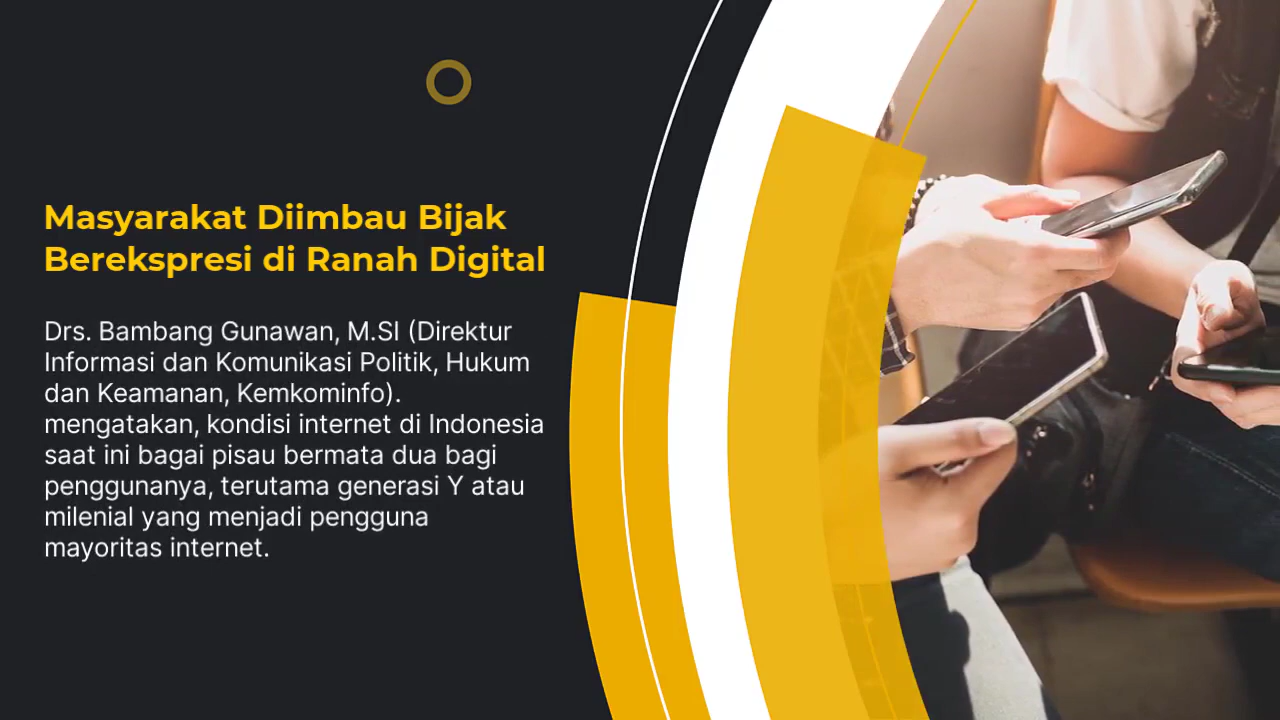 Masyarakat Diimbau Bijak
Berekspresi di Ranah Digital
Drs. Bambang Gunawan, M.SI (Direktur
Informasi dan Komunikasi Politik, Hukum
dan Keamanan, Kemkominfo).
mengatakan, kondisi internet di Indonesia
saat ini bagai pisau bermata dua bagi
penggunanya, terutama generasi Y atau
milenial yang menjadi pengguna
mayoritas internet.